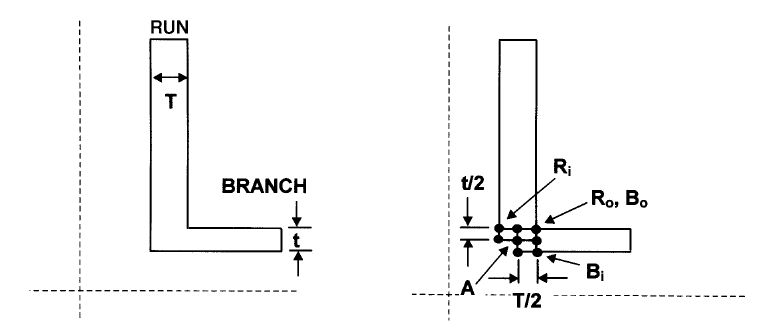 RUN
T
BRANCH
t
t/2
Ri
Ro, Bo
A
T/2
Bi